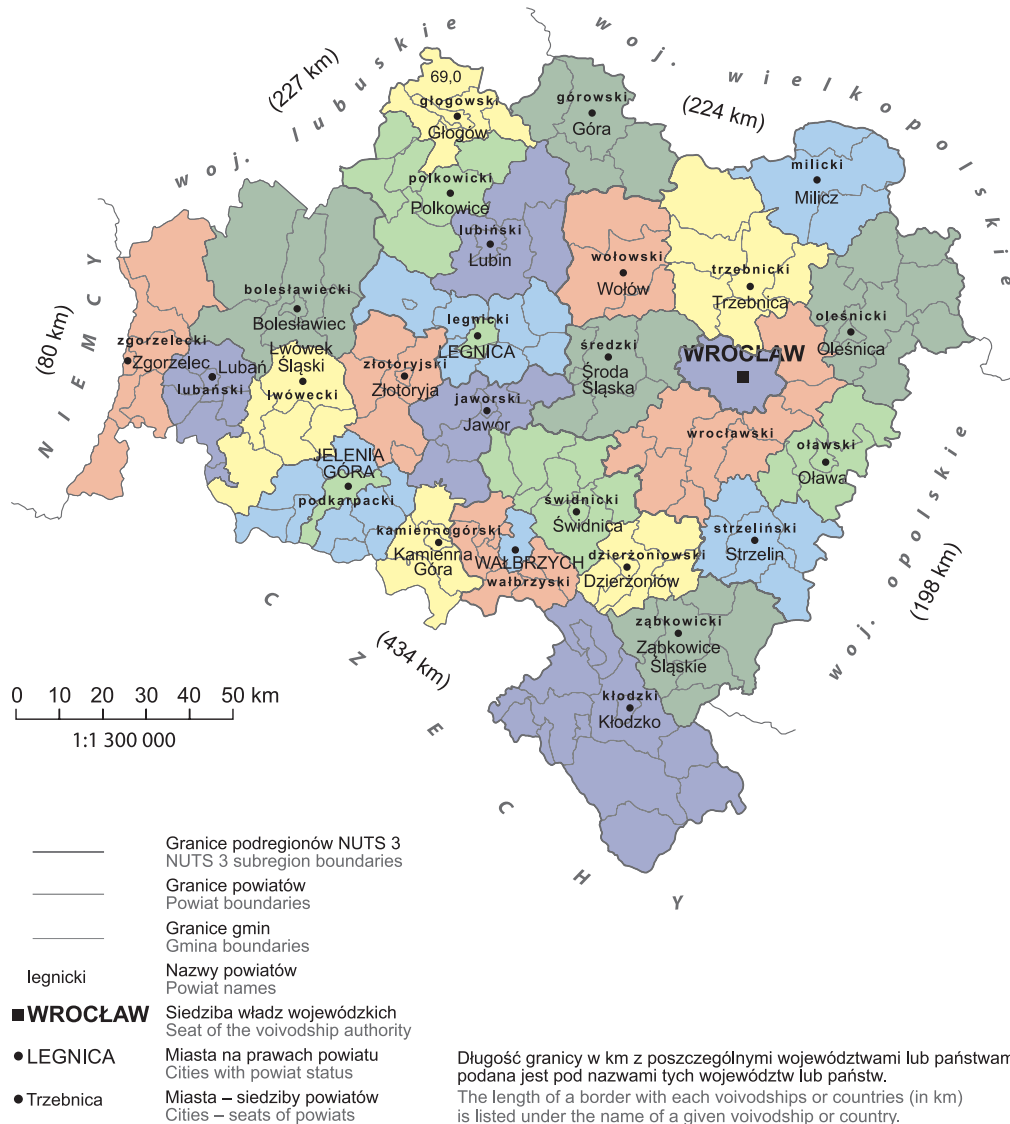 woj. lubuskie
(227 km)
woj. wielkopolskie
(224 km)
69,0
głogowski
Głogów
górowski
Góra
milicki
Milicz
polkowicki
Polkowice
lubiński
Lubin
wołowski
Wołów
trzebnicki
Trzebnica
NIEMCY
(80 km)
bolesławiecki
Bolesławiec
legnicki
LEGNICA
oleśnicki
Oleśnica
zgorzelecki
Zgorzelec
Lubań
lubański
Lwówek
Śląski
lwówecki
złotoryjski
Złotoryja
średzki
Środa
Śląska
WROCŁAW
jaworski
Jawor
wrocławski
oławski
Oława
JELENIA
GÓRA
podkarpacki
świdnicki
Świdnica
kamiennogórski
Kamienna
Góra
WAŁBRZYCH
wałbrzyski
dzierżoniowski
Dzierżoniów
strzeliński
Strzelin
woj. opolskie
(198 km)
ząbkowicki
Ząbkowice
Śląskie
kłodzki
Kłodzko
CZECHY
(434 km)
0 10 20 30 40 50 km
1:1 300 000
Granice podregionów NUTS 3
NUTS 3 subregion boundaries
Granice powiatów
Powiat boundaries
Granice gmin
Gmina boundaries
legnicki Nazwy powiatów
Powiat names
WROCŁAW Siedziba władz wojewódzkich
Seat of the voivodship authority
LEGNICA Miasta na prawach powiatu
Cities with powiat status
Trzebnica Miasta – siedziby powiatów
Cities – seats of powiats
Długość granicy w km z poszczególnymi województwami lub państwam
podana jest pod nazwami tych województw lub państw.
The length of a border with each voivodships or countries (in km)
is listed under the name of a given voivodship or country.